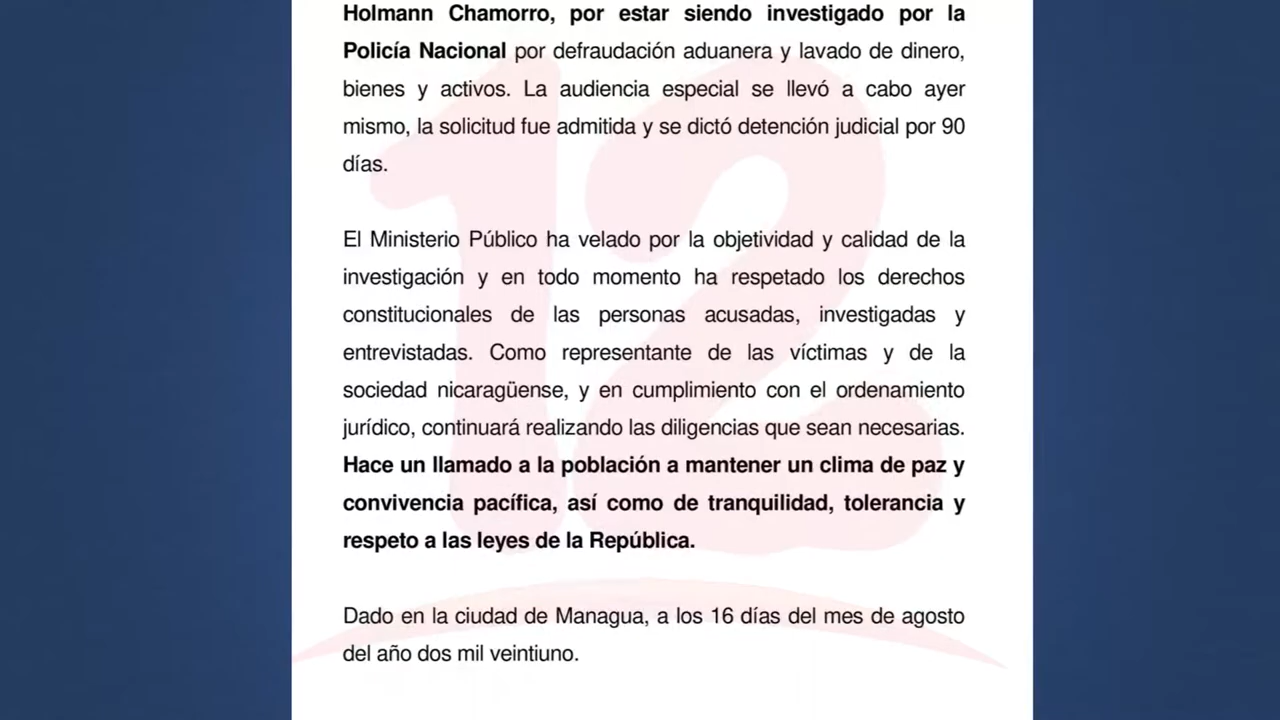 Holmann Chamorro, por estar siendo investigado por la
Policía Nacional por defraudación aduanera y lavado de dinero,
bienes y activos. La audiencia especial se llevó a cabo ayer
mismo, la solicitud fue admitida y se dictó detención judicial por 90
días.
El Ministerio Público ha velado por la objetividad y calidad de la
investigación y en todo momento ha respetado los derechos
constitucionales de las personas acusadas, investigadas y
entrevistadas. Como representante de las víctimas y de la
sociedad nicaragüense, y en cumplimiento con el ordenamiento
jurídico, continuará realizando las diligencias que sean necesarias.
Hace un llamado a la población a mantener un clima de paz y
convivencia pacífica, así como de tranquilidad, tolerancia y
respeto a las leyes de la República.
Dado en la ciudad de Managua, a los 16 días del mes de agosto
del año dos mil veintiuno.
12